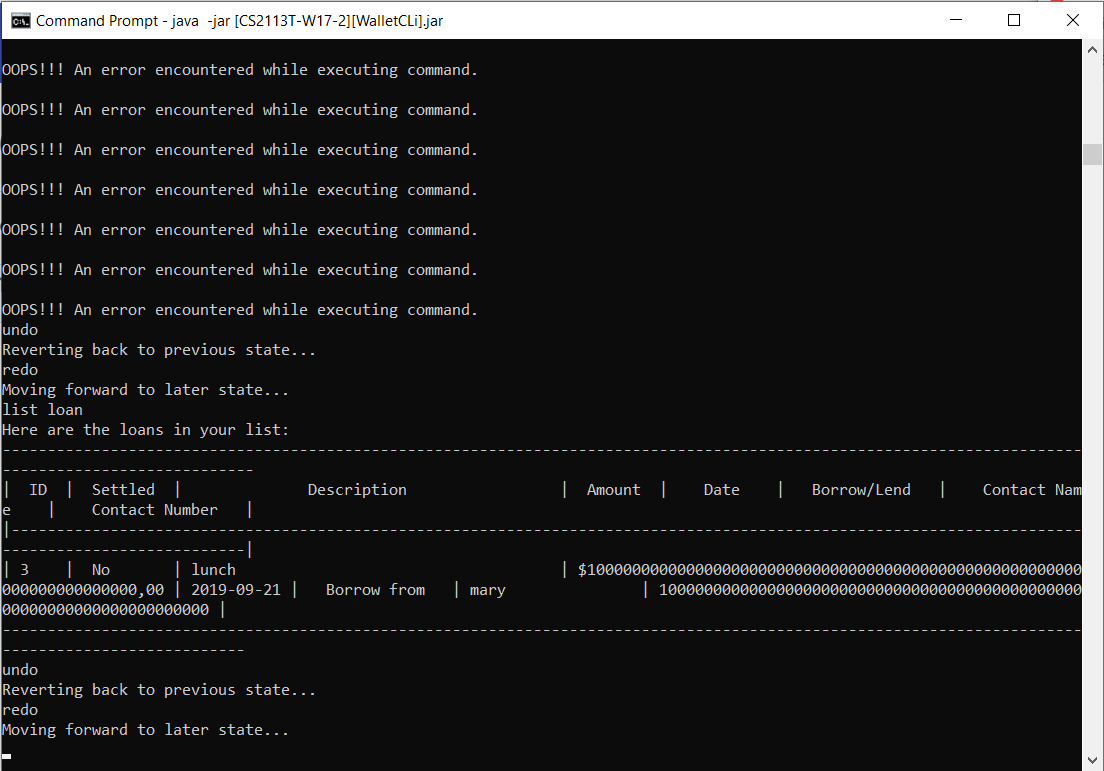 Command Prompt - java  -jar [CS2113T-W17-2][WalletCLi].jar
OOPS!!! An error encountered while executing command.
OOPS!!! An error encountered while executing command.
OOPS!!! An error encountered while executing command.
OOPS!!! An error encountered while executing command.
OOPS!!! An error encountered while executing command.
OOPS!!! An error encountered while executing command.
OOPS!!! An error encountered while executing command.
undo
Reverting back to previous state...
redo
Moving forward to later state...
list loan
Here are the loans in your list:
------------------------------------------------------------------------------------------------------------------------
----------------------------
|  ID  |  Settled  |              Description                 |  Amount  |    Date    |   Borrow/Lend   |    Contact Nam
e    |    Contact Number   |
|-----------------------------------------------------------------------------------------------------------------------
---------------------------|
| 3    |  No       | lunch                                    | $100000000000000000000000000000000000000000000000000000
000000000000000,00 | 2019-09-21 |   Borrow from   | mary               | 10000000000000000000000000000000000000000000000
00000000000000000000000 |
------------------------------------------------------------------------------------------------------------------------
---------------------------
undo
Reverting back to previous state...
redo
Moving forward to later state...